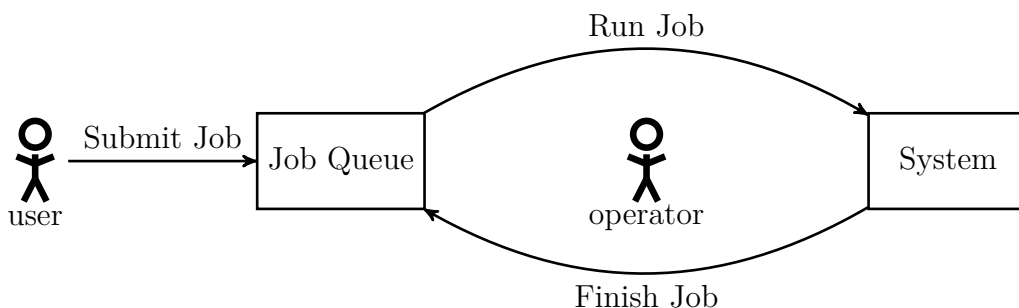 Run Job
Submit Job
Job Queue
System
user
operator
Finish Job